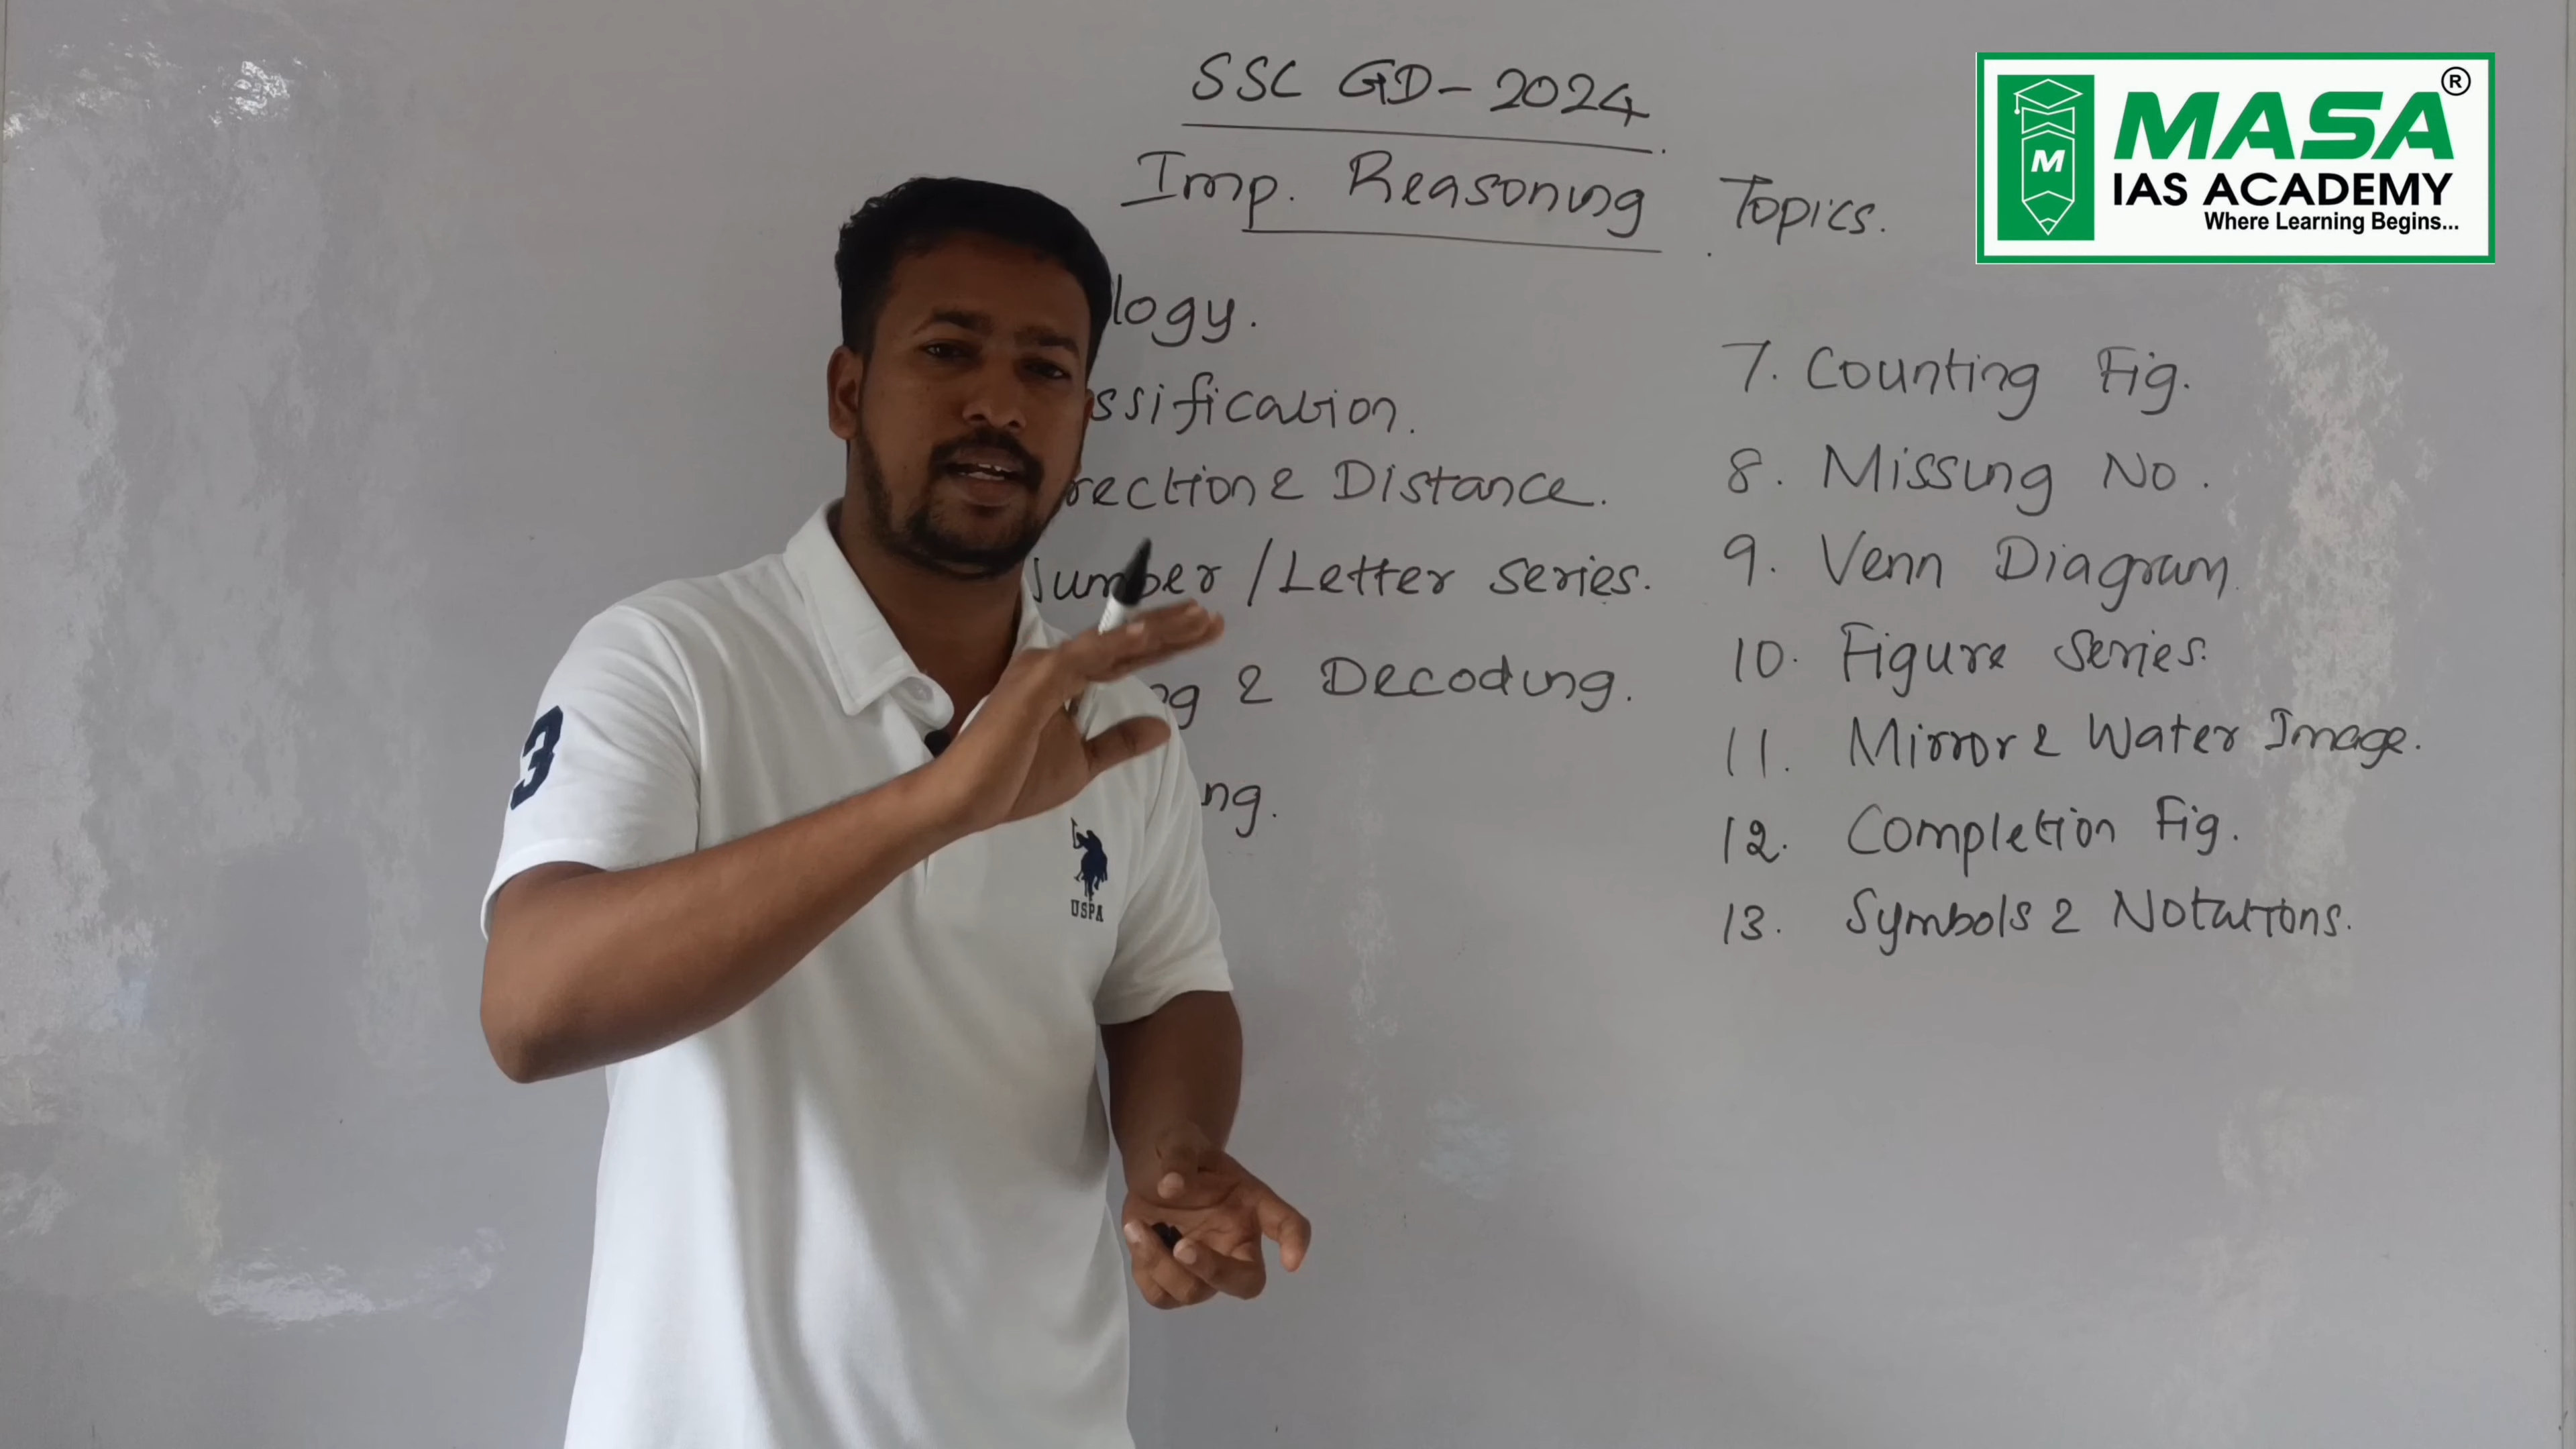 SSC GD-2024
Imp. Reasoning Topics.
logy.
ssification.
rection & Distance.
Number / Letter series.
ng & Decoding.
ng.
7. Counting Fig.
8. Missing No.
9. Venn Diagram
10. Figure Series.
11. Mirror & Water Image.
12. Completion Fig.
13. Symbols & Notations.
MASA®
M
IAS ACADEMY
Where Learning Begins...
3
USPA